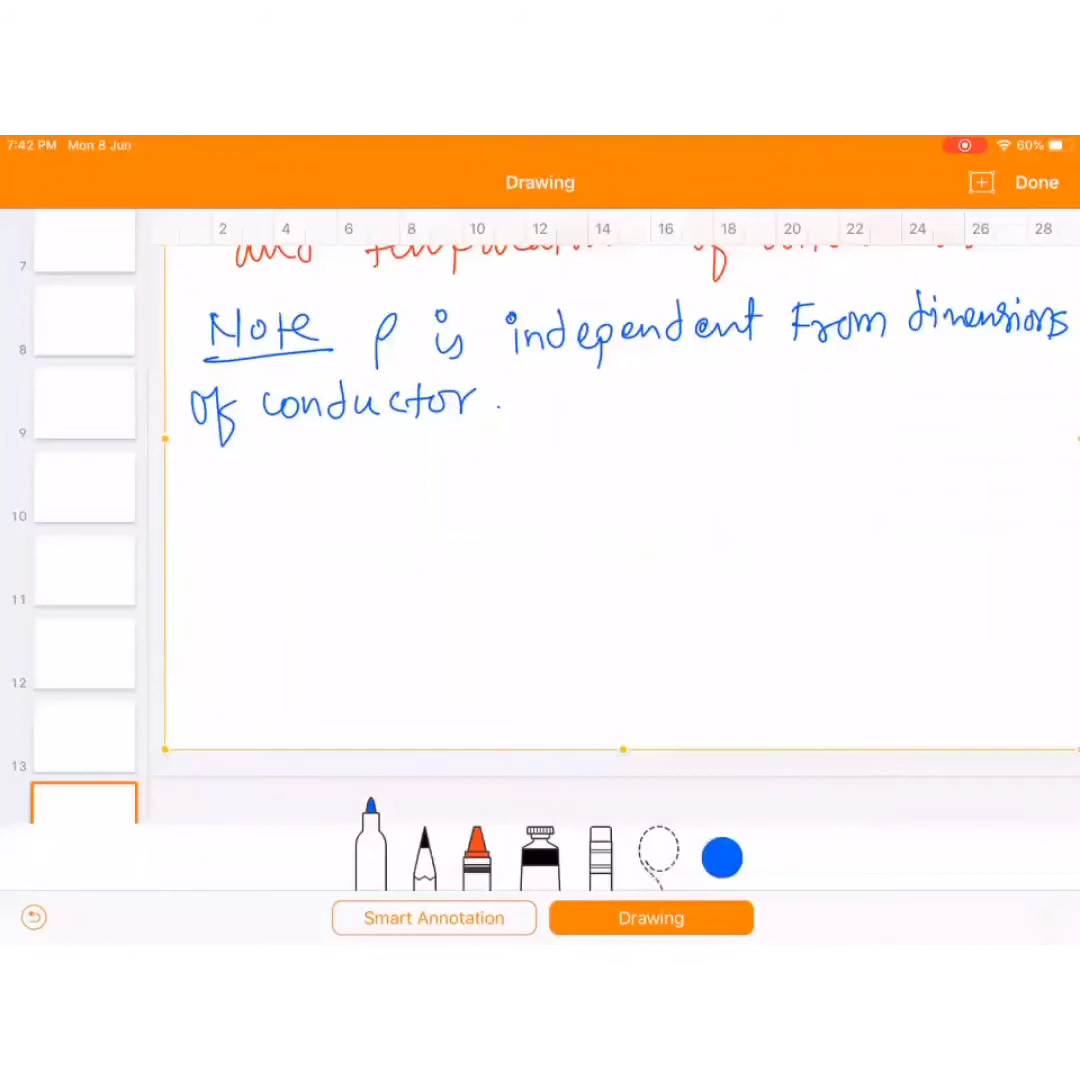 7:42 PM Mon 8 Jun
60%
Drawing
Done
2 4 6 8 10 12 14 16 18 20 22 24 26 28
and of
Note ρ is independent From dimensions
of conductor.
7
8
9
10
11
12
13
Smart Annotation
Drawing